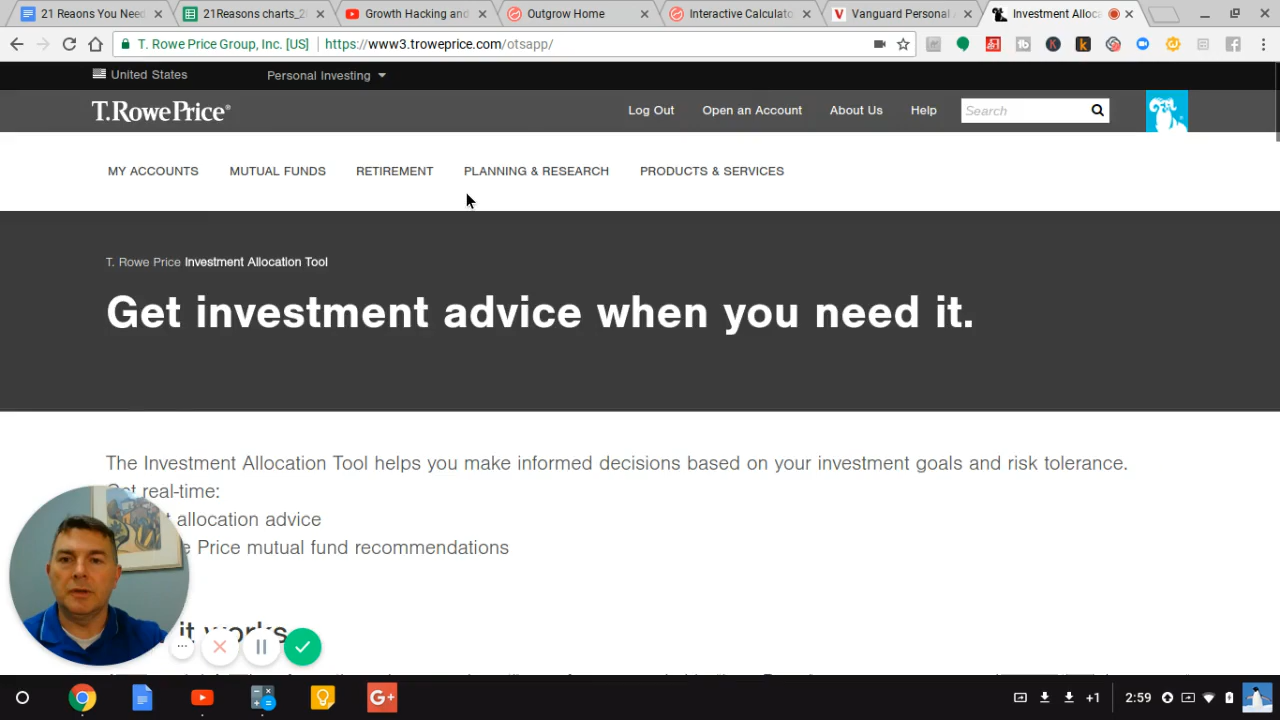 21 Reaons You Need
21Reasons charts_2
Growth Hacking and
Outgrow Home
Interactive Calculato
Vanguard Personal
Investment Alloc
T. Rowe Price Group, Inc. [US] https://www3.troweprice.com/otsapp/
United States
Personal Investing
T.RowePrice®
Log Out
Open an Account
About Us
Help
Search
MY ACCOUNTS
MUTUAL FUNDS
RETIREMENT
PLANNING & RESEARCH
PRODUCTS & SERVICES
T. Rowe Price Investment Allocation Tool
Get investment advice when you need it.
The Investment Allocation Tool helps you make informed decisions based on your investment goals and risk tolerance.
Get real-time:
allocation advice
Price mutual fund recommendations
it works
G+
+1
2:59